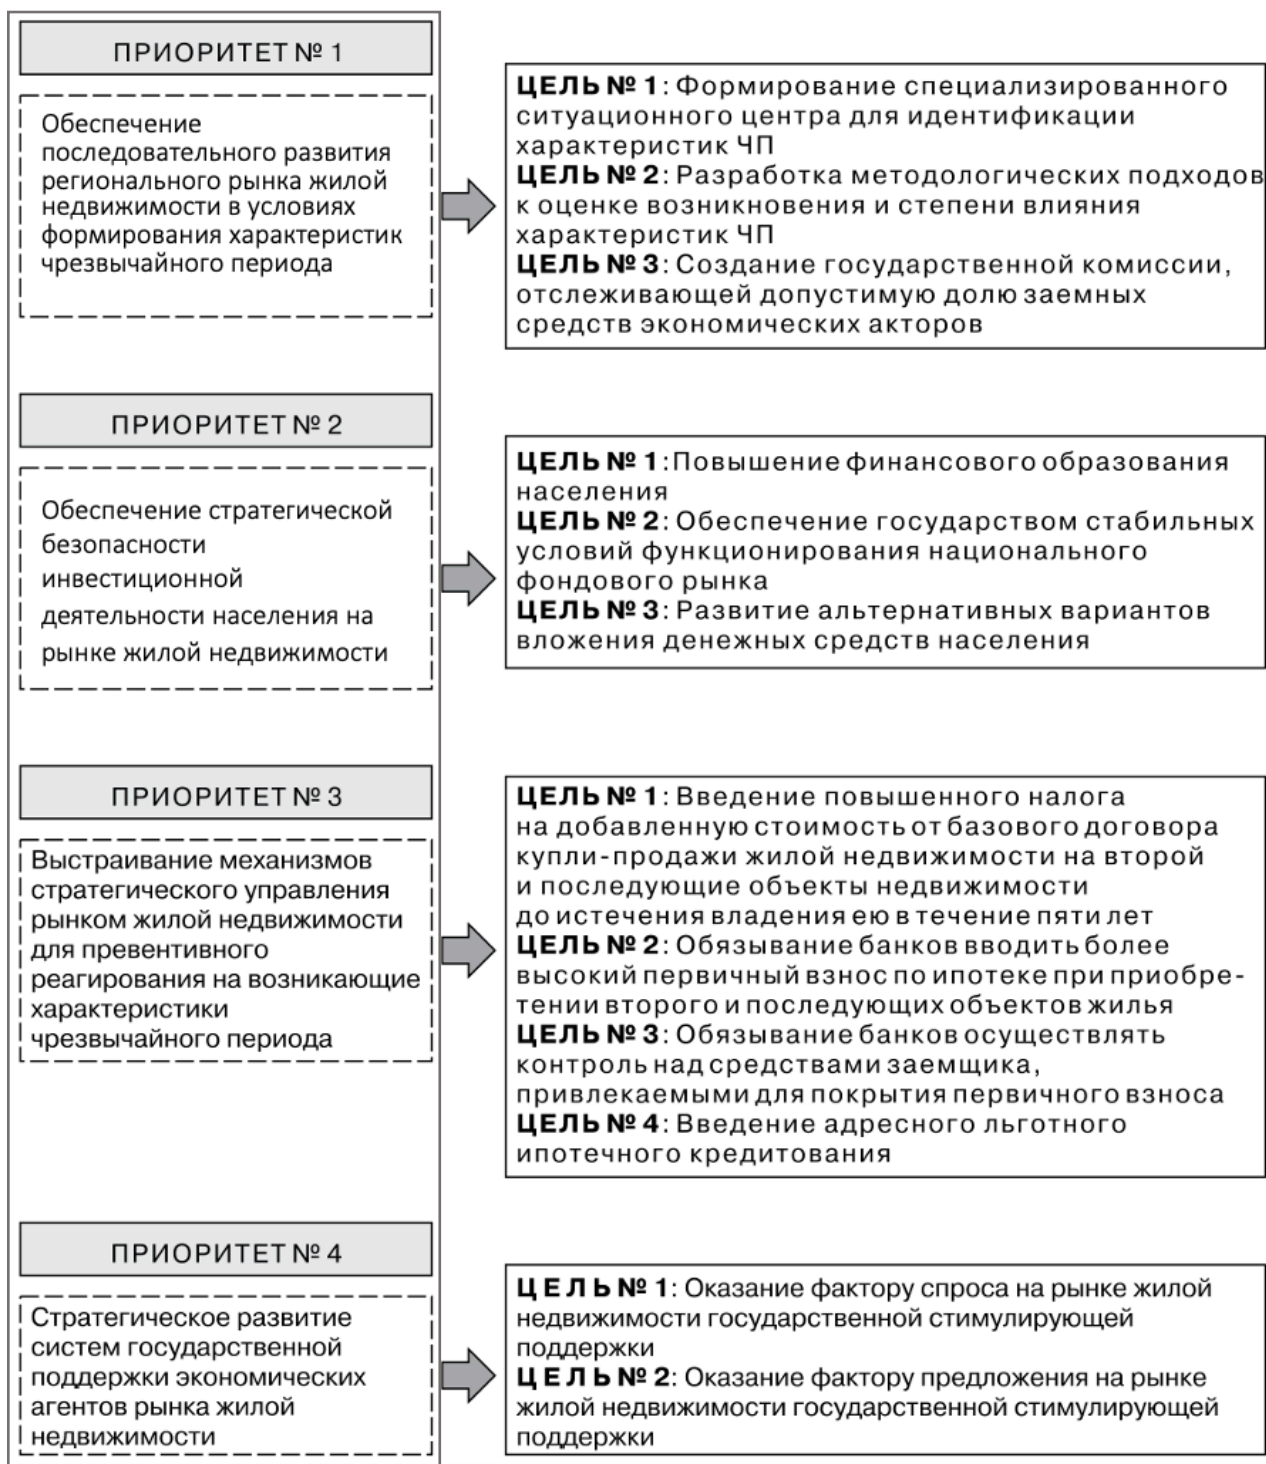 ПРИОРИТЕТ № 1
Обеспечение
последовательного развития
регионального рынка жилой
недвижимости в условиях
формирования характеристик
чрезвычайного периода
ЦЕЛЬ № 1: Формирование специализированного
ситуационного центра для идентификации
характеристик ЧП
ЦЕЛЬ № 2: Разработка методологических подходов
к оценке возникновения и степени влияния
характеристик ЧП
ЦЕЛЬ № 3: Создание государственной комиссии,
отслеживающей допустимую долю заемных
средств экономических акторов
ПРИОРИТЕТ № 2
Обеспечение стратегической
безопасности
инвестиционной
деятельности населения на
рынке жилой недвижимости
ЦЕЛЬ № 1:Повышение финансового образования
населения
ЦЕЛЬ № 2: Обеспечение государством стабильных
условий функционирования национального
фондового рынка
ЦЕЛЬ № 3: Развитие альтернативных вариантов
вложения денежных средств населения
ПРИОРИТЕТ № 3
Выстраивание механизмов
стратегического управления
рынком жилой недвижимости
для превентивного
реагирования на возникающие
характеристики
чрезвычайного периода
ЦЕЛЬ № 1: Введение повышенного налога
на добавленную стоимость от базового договора
купли-продажи жилой недвижимости на второй
и последующие объекты недвижимости
до истечения владения ею в течение пяти лет
ЦЕЛЬ № 2: Обязывание банков вводить более
высокий первичный взнос по ипотеке при приобре-
тении второго и последующих объектов жилья
ЦЕЛЬ № 3: Обязывание банков осуществлять
контроль над средствами заемщика,
привлекаемыми для покрытия первичного взноса
ЦЕЛЬ № 4: Введение адресного льготного
ипотечного кредитования
ПРИОРИТЕТ № 4
Стратегическое развитие
систем государственной
поддержки экономических
агентов рынка жилой
недвижимости
ЦЕЛЬ № 1: Оказание фактору спроса на рынке жилой
недвижимости государственной стимулирующей
поддержки
ЦЕЛЬ № 2: Оказание фактору предложения на рынке
жилой недвижимости государственной стимулирующей
поддержки